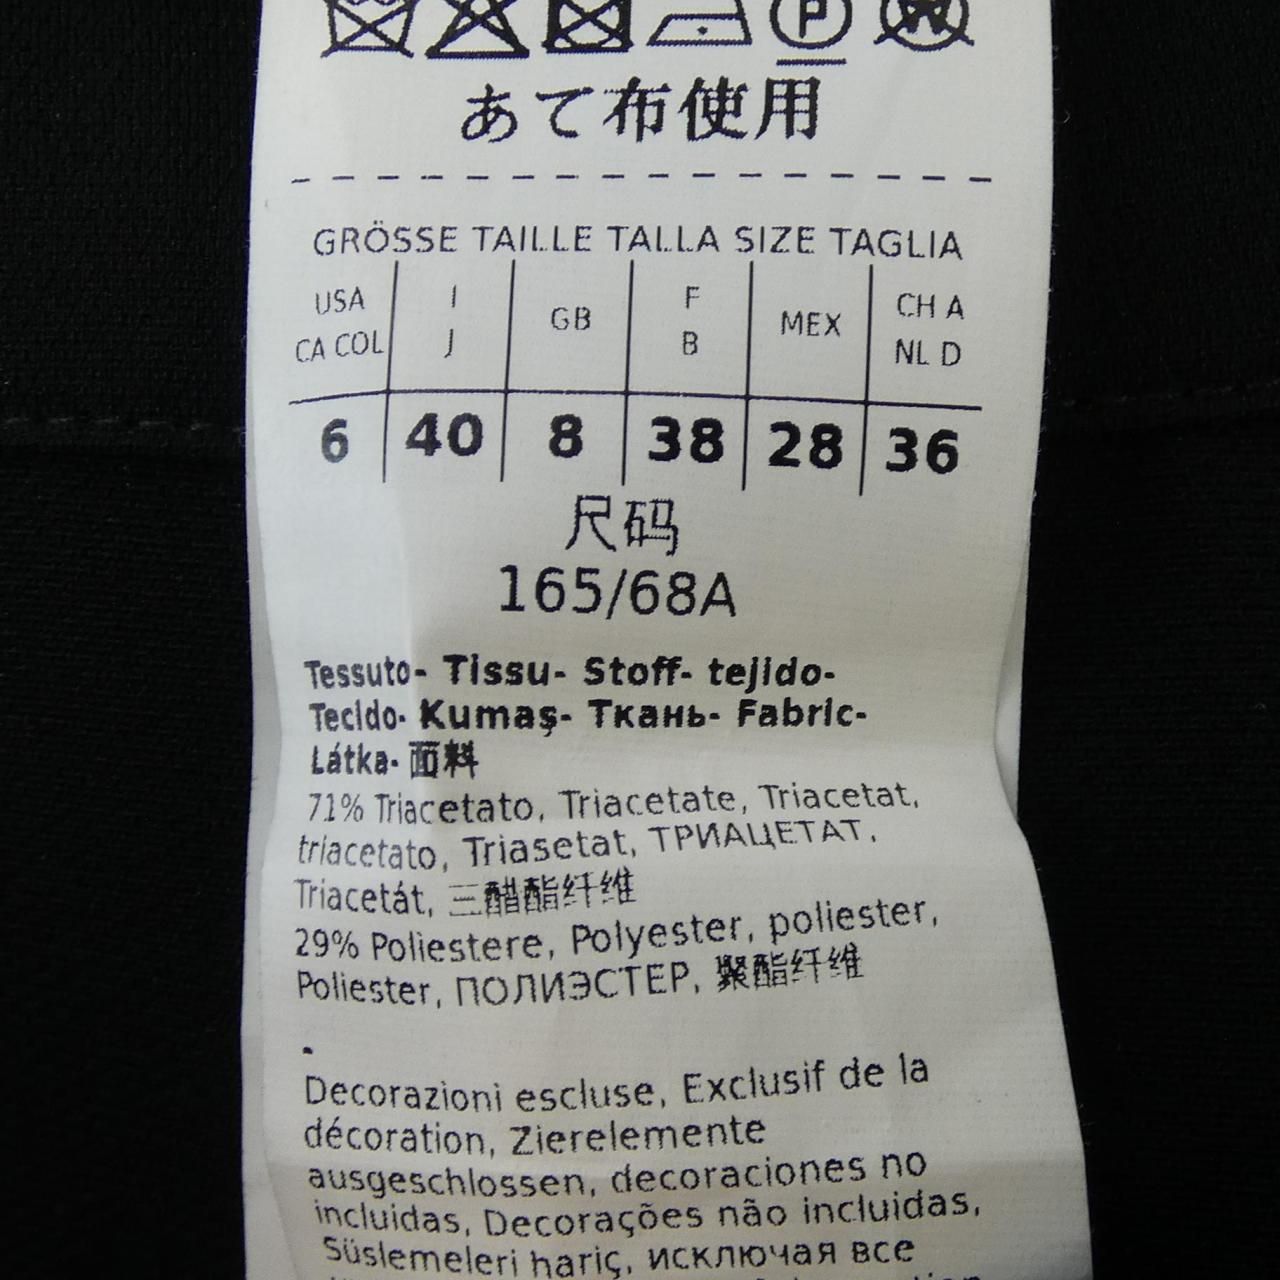 あて布使用
GRÖSSE TAILLE TALLA SIZE TAGLIA
USA I GB F MEX CH A
CA COL J B NL D
6 40 8 38 28 36
尺码
165/68A
Tessuto- Tissu- Stoff- tejido-
Tecido- Kumaş- Ткань- Fabric-
Látka- 面料
71% Triacetato, Triacetate, Triacetat,
triacetato, Triasetat, ТРИАЦЕТАТ,
Triacetát, 三醋酯纤维
29% Poliestere, Polyester, poliester,
Poliester, ПОЛИЭСТЕР, 聚酯纤维
.
Decorazioni escluse, Exclusif de la
décoration, Zierelemente
ausgeschlossen, decoraciones no
incluidas, Decorações não incluidas,
Süslemeleri hariç, исключая все